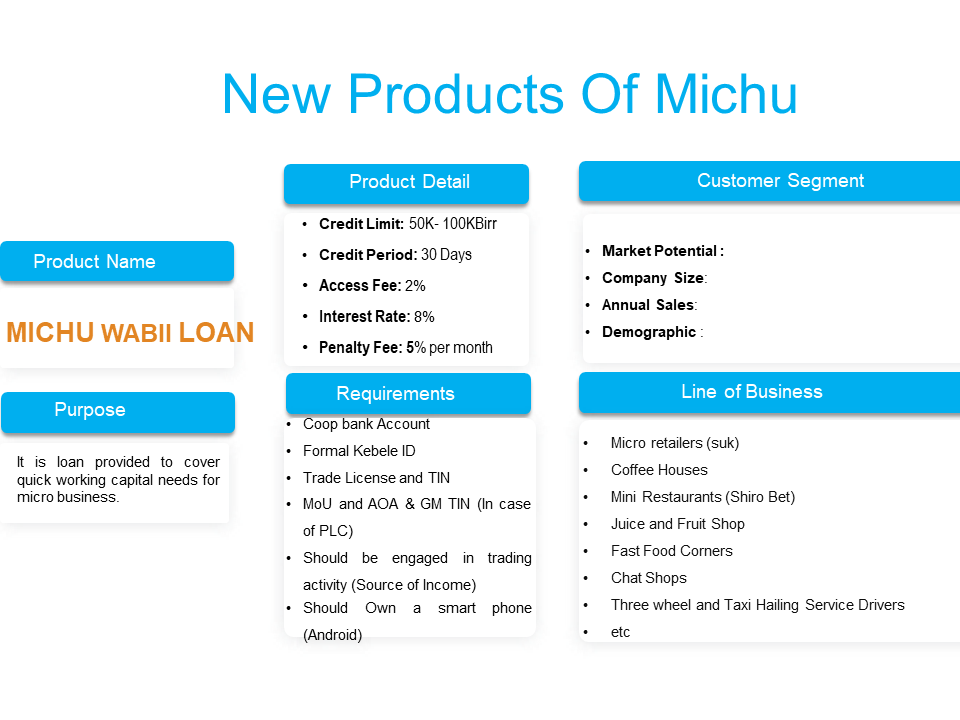 New Products Of Michu
Product Name
MICHU WABII LOAN
Purpose
It is loan provided to cover
quick working capital needs for
micro business.
Product Detail
• Credit Limit: 50K- 100KBirr
• Credit Period: 30 Days
• Access Fee: 2%
• Interest Rate: 8%
• Penalty Fee: 5% per month
Requirements
• Coop bank Account
• Formal Kebele ID
• Trade License and TIN
• MoU and AOA & GM TIN (In case
of PLC)
• Should be engaged in trading
activity (Source of Income)
• Should Own a smart phone
(Android)
Customer Segment
• Market Potential :
• Company Size:
• Annual Sales:
• Demographic :
Line of Business
• Micro retailers (suk)
• Coffee Houses
• Mini Restaurants (Shiro Bet)
• Juice and Fruit Shop
• Fast Food Corners
• Chat Shops
• Three wheel and Taxi Hailing Service Drivers
• etc